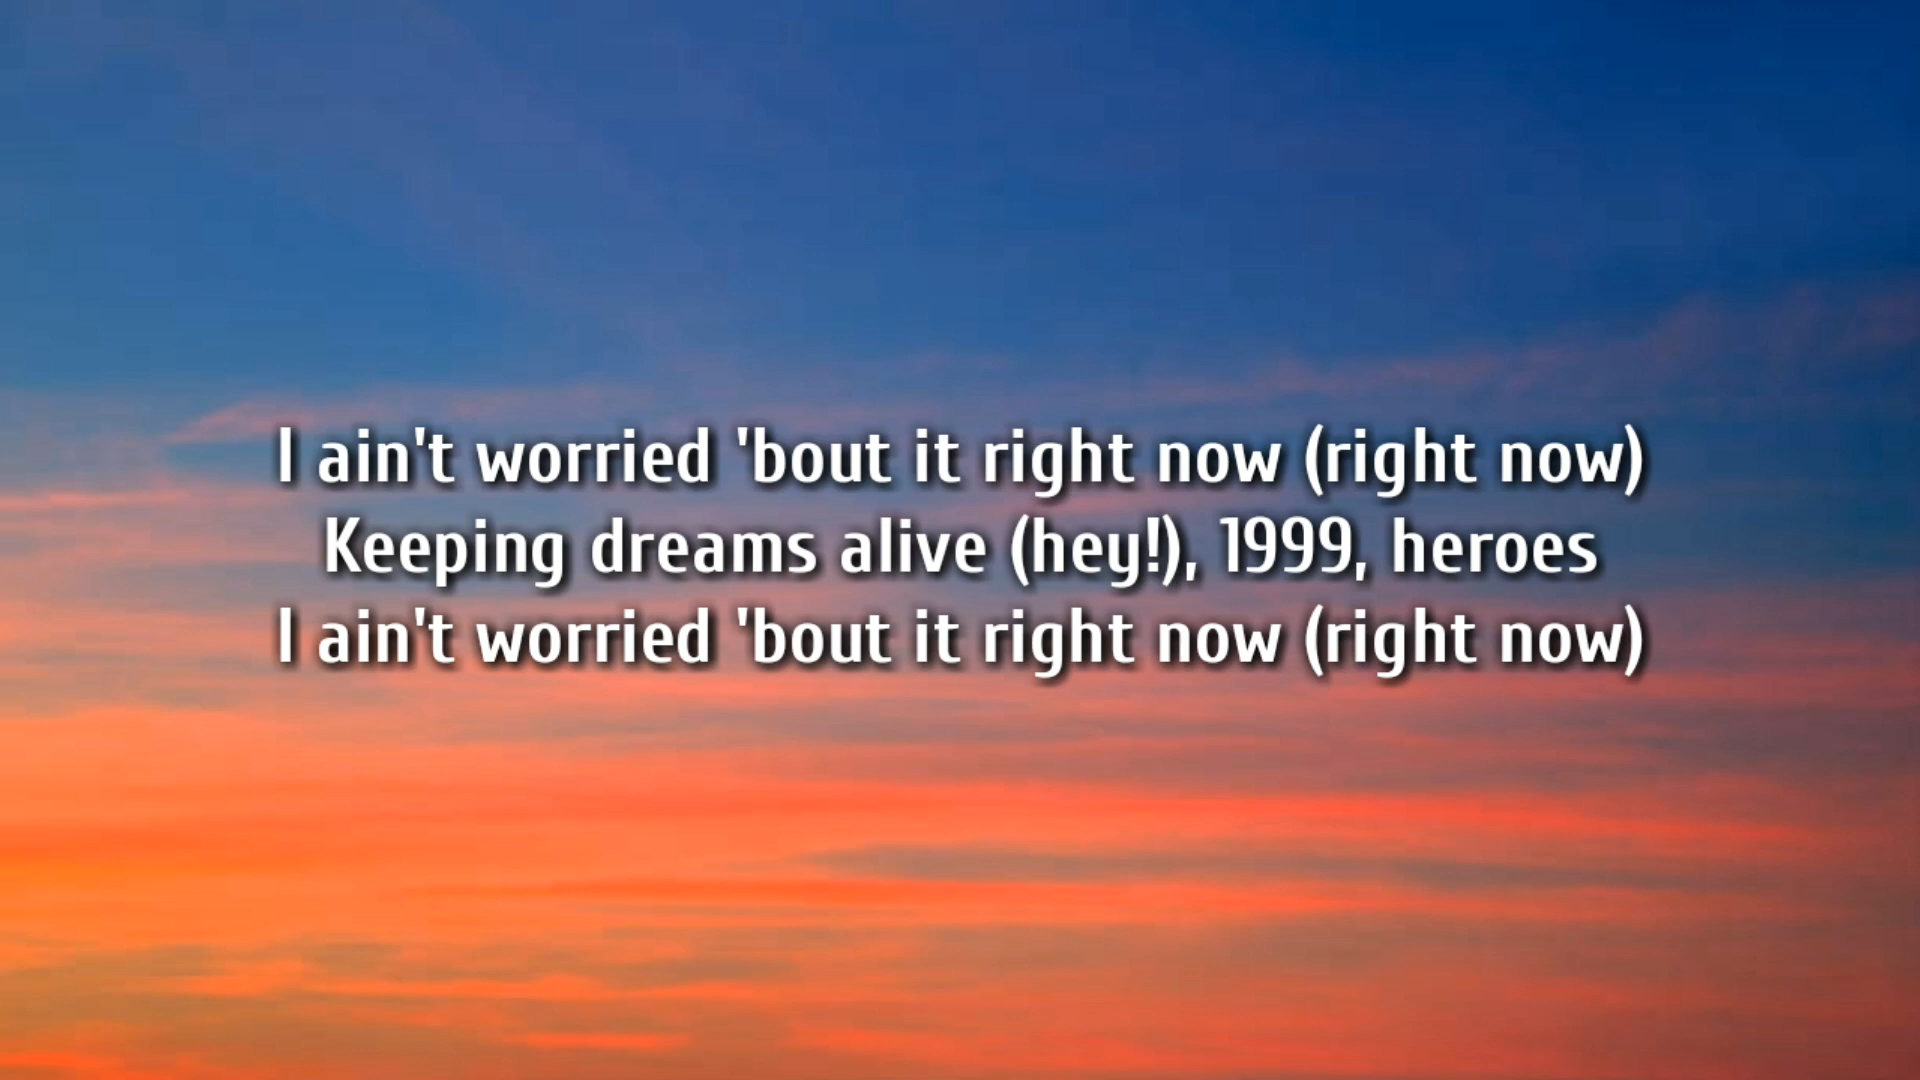 I ain't worried 'bout it right now (right now)
Keeping dreams alive (hey!), 1999, heroes
I ain't worried 'bout it right now (right now)